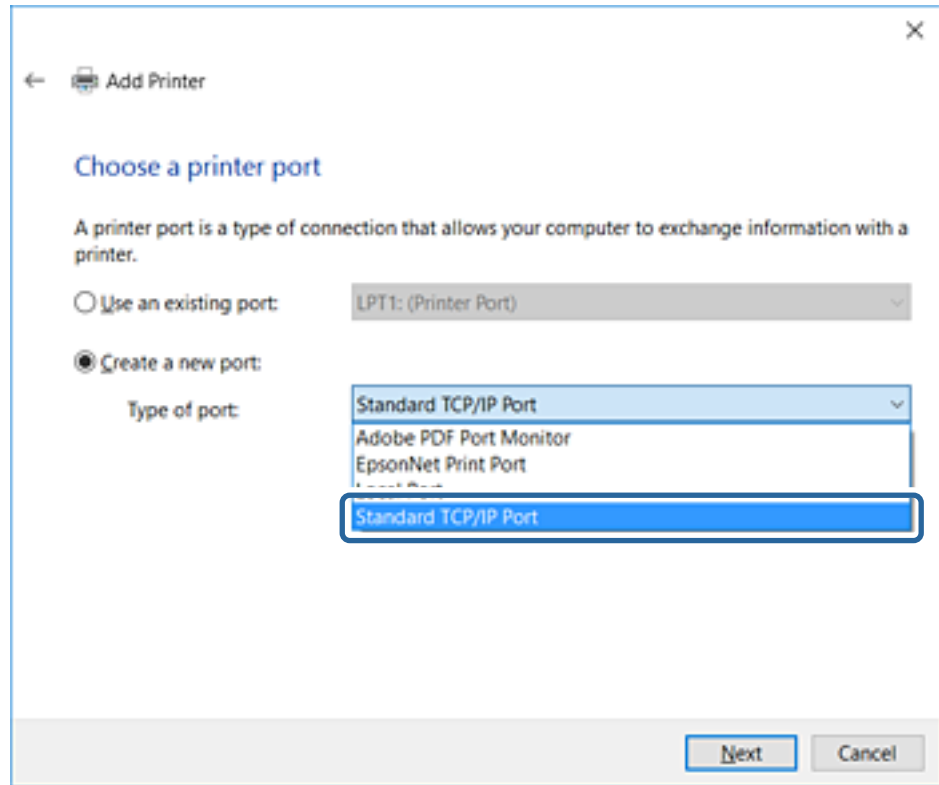 Add Printer
Choose a printer port
A printer port is a type of connection that allows your computer to exchange information with a
printer.
Use an existing port:
LPT1: (Printer Port)
Create a new port:
Type of port:
Standard TCP/IP Port
Adobe PDF Port Monitor
EpsonNet Print Port
Local Port
Standard TCP/IP Port
Next
Cancel